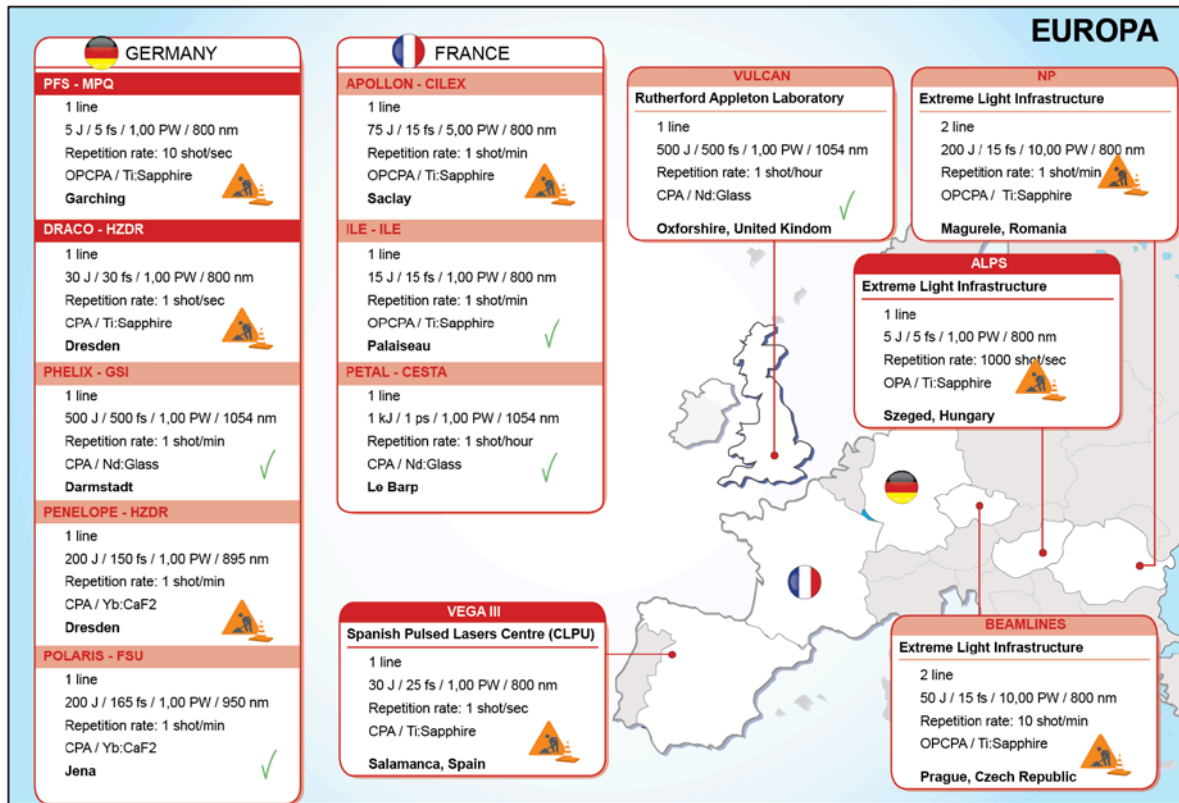 EUROPA
GERMANY
PFS - MPQ
1 line
5 J / 5 fs / 1,00 PW / 800 nm
Repetition rate: 10 shot/sec
OPCPA / Ti:Sapphire
Garching
DRACO - HZDR
1 line
30 J / 30 fs / 1,00 PW / 800 nm
Repetition rate: 1 shot/sec
CPA / Ti:Sapphire
Dresden
PHELIX - GSI
1 line
500 J / 500 fs / 1,00 PW / 1054 nm
Repetition rate: 1 shot/min
CPA / Nd:Glass
Darmstadt
PENELOPE - HZDR
1 line
200 J / 150 fs / 1,00 PW / 895 nm
Repetition rate: 1 shot/min
CPA / Yb:CaF2
Dresden
POLARIS - FSU
1 line
200 J / 165 fs / 1,00 PW / 950 nm
Repetition rate: 1 shot/min
CPA / Yb:CaF2
Jena
FRANCE
APOLLON - CILEX
1 line
75 J / 15 fs / 5,00 PW / 800 nm
Repetition rate: 1 shot/min
OPCPA / Ti:Sapphire
Saclay
ILE - ILE
1 line
15 J / 15 fs / 1,00 PW / 800 nm
Repetition rate: 1 shot/min
OPCPA / Ti:Sapphire
Palaiseau
PETAL - CESTA
1 line
1 kJ / 1 ps / 1,00 PW / 1054 nm
Repetition rate: 1 shot/hour
CPA / Nd:Glass
Le Barp
VULCAN
Rutherford Appleton Laboratory
1 line
500 J / 500 fs / 1,00 PW / 1054 nm
Repetition rate: 1 shot/hour
CPA / Nd:Glass
Oxforshire, United Kindom
NP
Extreme Light Infrastructure
2 line
200 J / 15 fs / 10,00 PW / 800 nm
Repetition rate: 1 shot/min
OPCPA / Ti:Sapphire
Magurele, Romania
ALPS
Extreme Light Infrastructure
1 line
5 J / 5 fs / 1,00 PW / 800 nm
Repetition rate: 1000 shot/sec
OPA / Ti:Sapphire
Szeged, Hungary
VEGA III
Spanish Pulsed Lasers Centre (CLPU)
1 line
30 J / 25 fs / 1,00 PW / 800 nm
Repetition rate: 1 shot/sec
CPA / Ti:Sapphire
Salamanca, Spain
BEAMLINES
Extreme Light Infrastructure
2 line
50 J / 15 fs / 10,00 PW / 800 nm
Repetition rate: 10 shot/min
OPCPA / Ti:Sapphire
Prague, Czech Republic